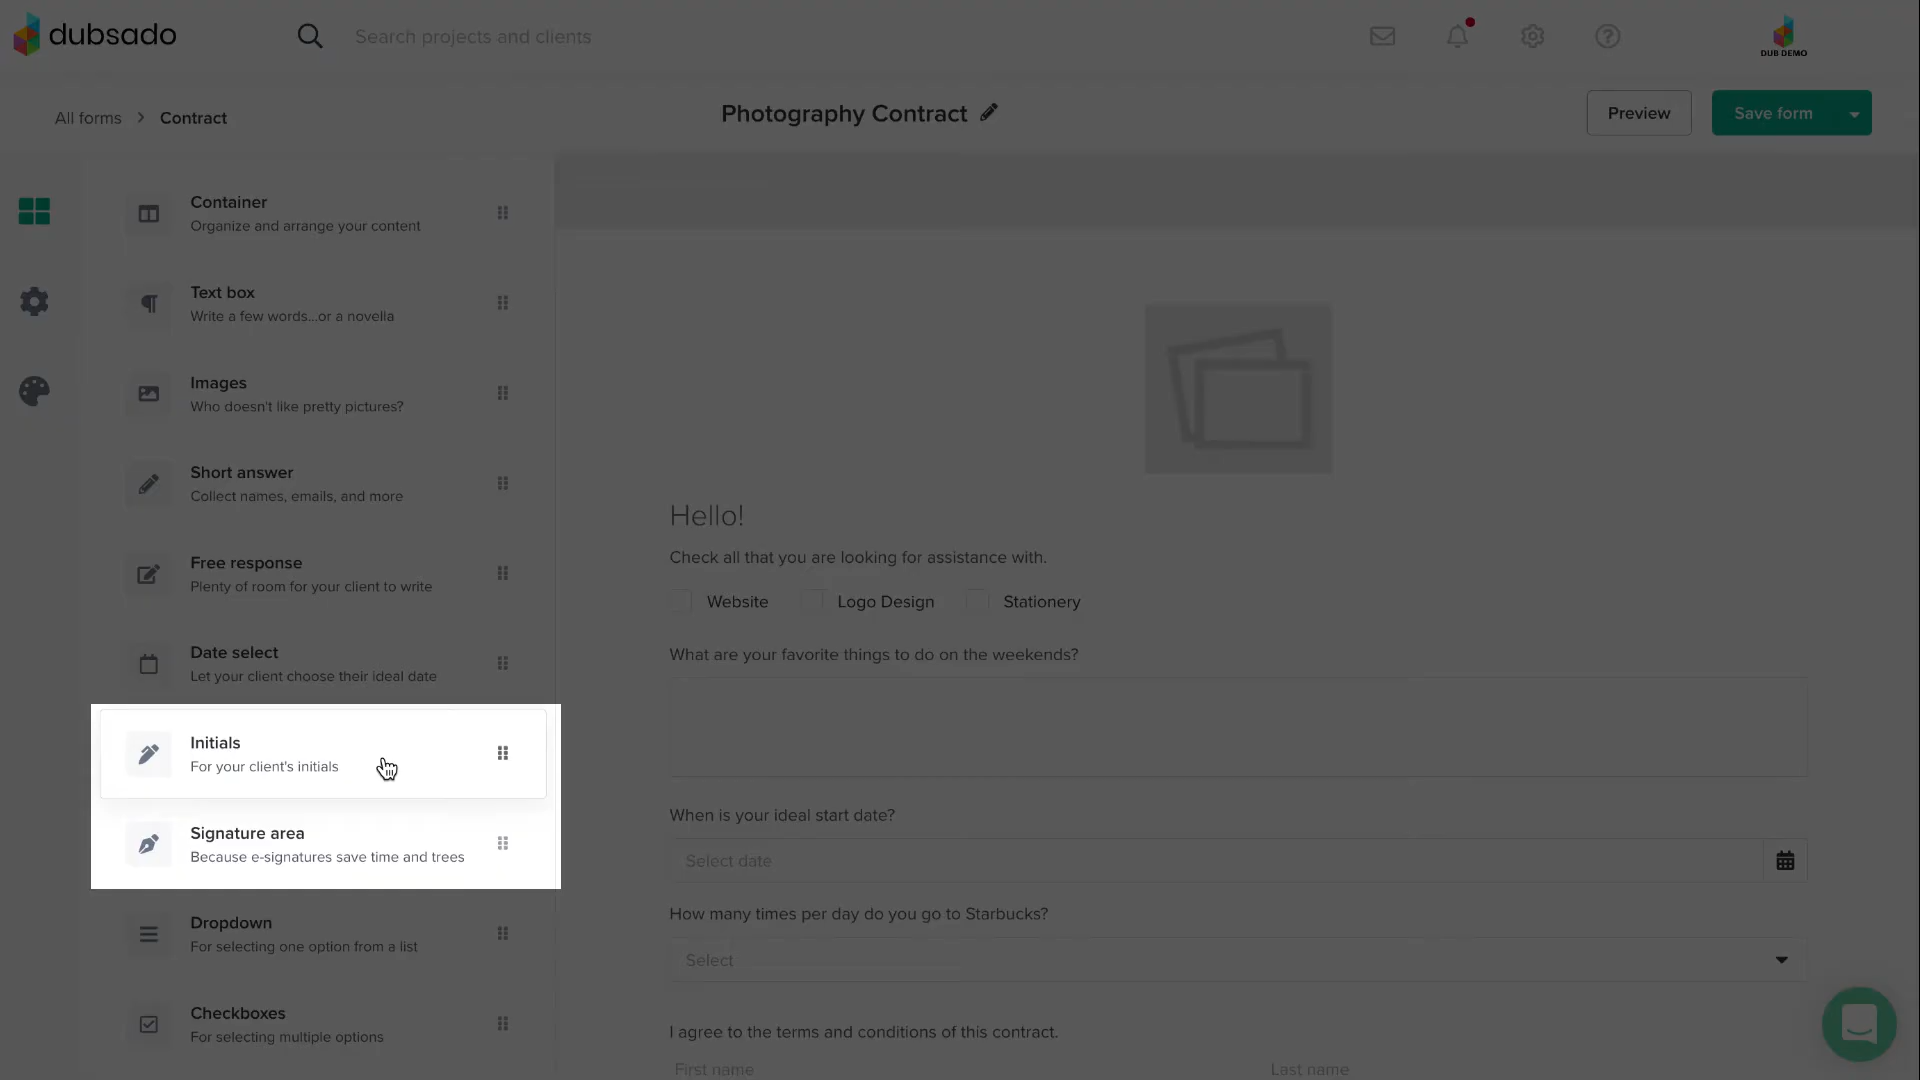 dubsado
Search projects and clients
DUB DEMO
All forms > Contract
Photography Contract
Preview
Save form
Container
Organize and arrange your content
Text box
Write a few words...or a novella
Images
Who doesn't like pretty pictures?
Short answer
Collect names, emails, and more
Free response
Plenty of room for your client to write
Date select
Let your client choose their ideal date
Initials
For your client's initials
Signature area
Because e-signatures save time and trees
Dropdown
For selecting one option from a list
Checkboxes
For selecting multiple options
Hello!
Check all that you are looking for assistance with.
Website Logo Design Stationery
What are your favorite things to do on the weekends?
When is your ideal start date?
Select date
How many times per day do you go to Starbucks?
Select
I agree to the terms and conditions of this contract.
First name Last name